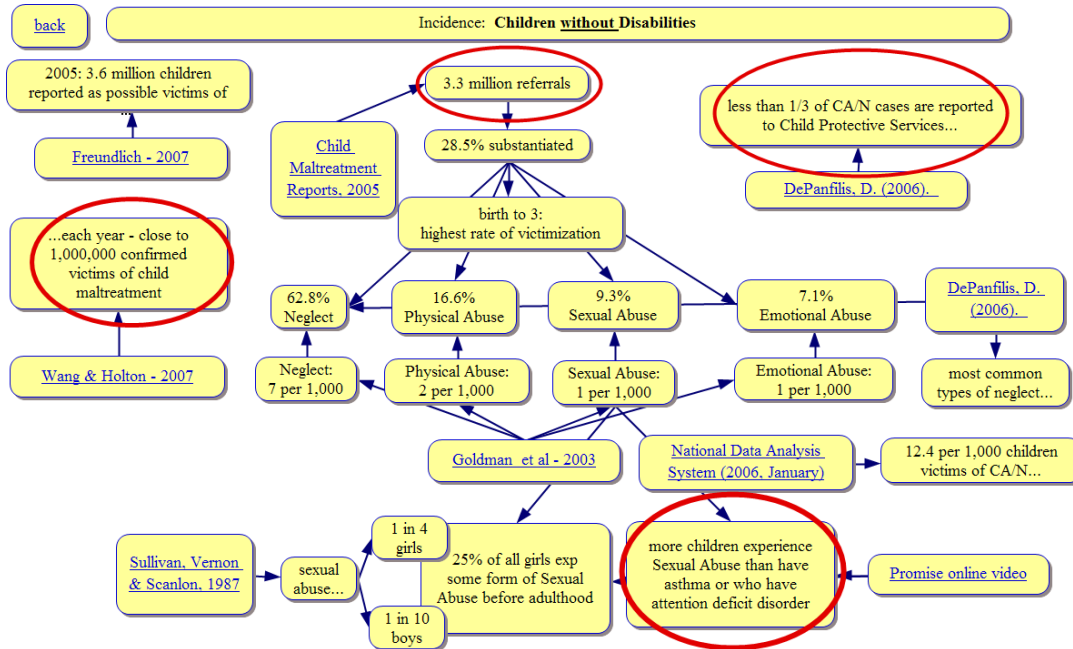 back
Incidence: Children without Disabilities
2005: 3.6 million children
reported as possible victims of
...
Freundlich - 2007
3.3 million referrals
Child
Maltreatment
Reports, 2005
28.5% substantiated
less than 1/3 of CA/N cases are reported
to Child Protective Services...
DePanfilis, D. (2006).
birth to 3:
highest rate of victimization
...each year - close to
1,000,000 confirmed
victims of child
maltreatment
Wang & Holton - 2007
62.8%
Neglect
16.6%
Physical Abuse
9.3%
Sexual Abuse
7.1%
Emotional Abuse
DePanfilis, D.
(2006).
Neglect:
7 per 1,000
Physical Abuse:
2 per 1,000
Sexual Abuse:
1 per 1,000
Emotional Abuse:
1 per 1,000
most common
types of neglect...
Goldman et al - 2003
National Data Analysis
System (2006, January)
12.4 per 1,000 children
victims of CA/N...
Sullivan, Vernon
& Scanlon, 1987
sexual
abuse...
1 in 4
girls
1 in 10
boys
25% of all girls exp
some form of Sexual
Abuse before adulthood
more children experience
Sexual Abuse than have
asthma or who have
attention deficit disorder
Promise online video